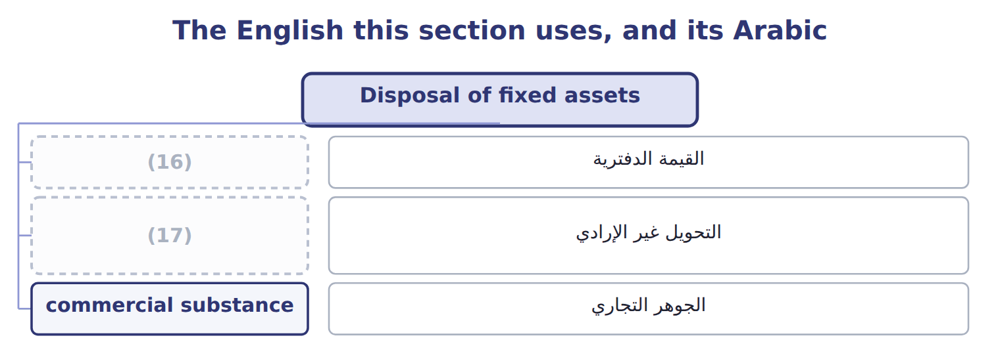 The English this section uses, and its Arabic
Disposal of fixed assets
(16)
القيمة الدفترية
(17)
التحويل غير الإرادي
commercial substance
الجوهر التجاري